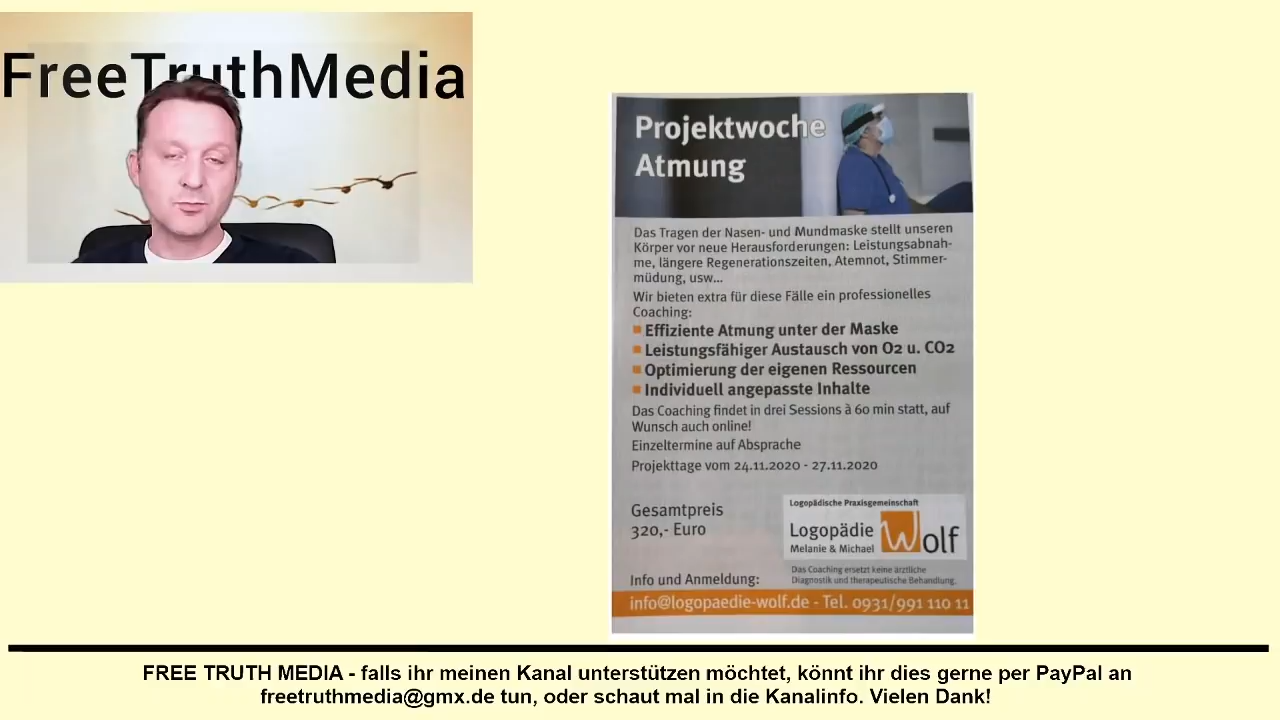 FreeTruthMedia
Projektwoche
Atmung
Das Tragen der Nasen- und Mundmaske stellt unseren
Körper vor neue Herausforderungen: Leistungsabnah-
me, längere Regenerationszeiten, Atemnot, Stimmer-
müdung, usw...
Wir bieten extra für diese Fälle ein professionelles
Coaching:
Effiziente Atmung unter der Maske
Leistungsfähiger Austausch von O2 u. CO2
Optimierung der eigenen Ressourcen
Individuell angepasste Inhalte
Das Coaching findet in drei Sessions à 60 min statt, auf
Wunsch auch online!
Einzeltermine auf Absprache
Projekttage vom 24.11.2020 - 27.11.2020
Gesamtpreis
320,- Euro
Logopädische Praxisgemeinschaft
Logopädie Wolf
Melanie & Michael
Das Coaching ersetzt keine ärztliche
Diagnostik und therapeutische Behandlung.
Info und Anmeldung:
info@logopaedie-wolf.de - Tel. 0931/991 110 11
FREE TRUTH MEDIA - falls ihr meinen Kanal unterstützen möchtet, könnt ihr dies gerne per PayPal an
freetruthmedia@gmx.de tun, oder schaut mal in die Kanalinfo. Vielen Dank!